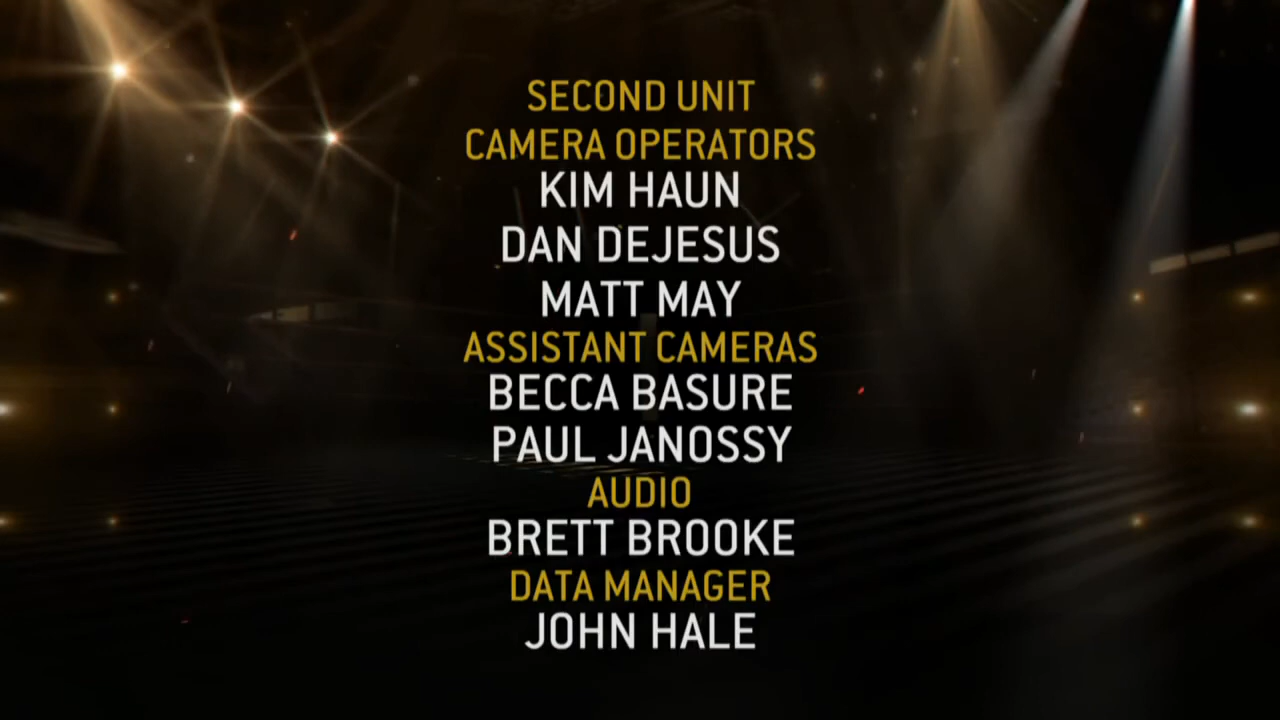 SECOND UNIT
CAMERA OPERATORS
KIM HAUN
DAN DEJESUS
MATT MAY
ASSISTANT CAMERAS
BECCA BASURE
PAUL JANOSSY
AUDIO
BRETT BROOKE
DATA MANAGER
JOHN HALE